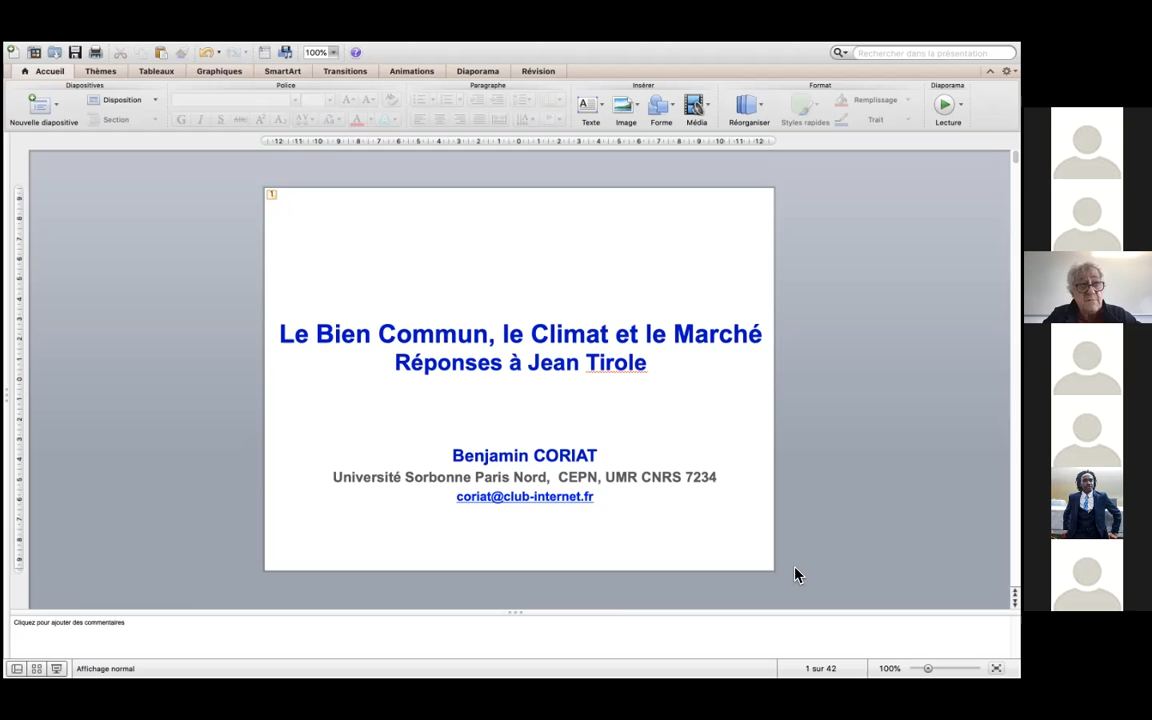 100%
Rechercher dans la présentation
Accueil Thèmes Tableaux Graphiques SmartArt Transitions Animations Diaporama Révision
Diapositives Police Paragraphe Insérer Format Diaporama
Nouvelle diapositive Disposition Section Texte Image Forme Média Réorganiser Styles rapides Remplissage Trait Lecture
1
Le Bien Commun, le Climat et le Marché
Réponses à Jean Tirole
Benjamin CORIAT
Université Sorbonne Paris Nord, CEPN, UMR CNRS 7234
coriat@club-internet.fr
Cliquez pour ajouter des commentaires
Affichage normal 1 sur 42 100%